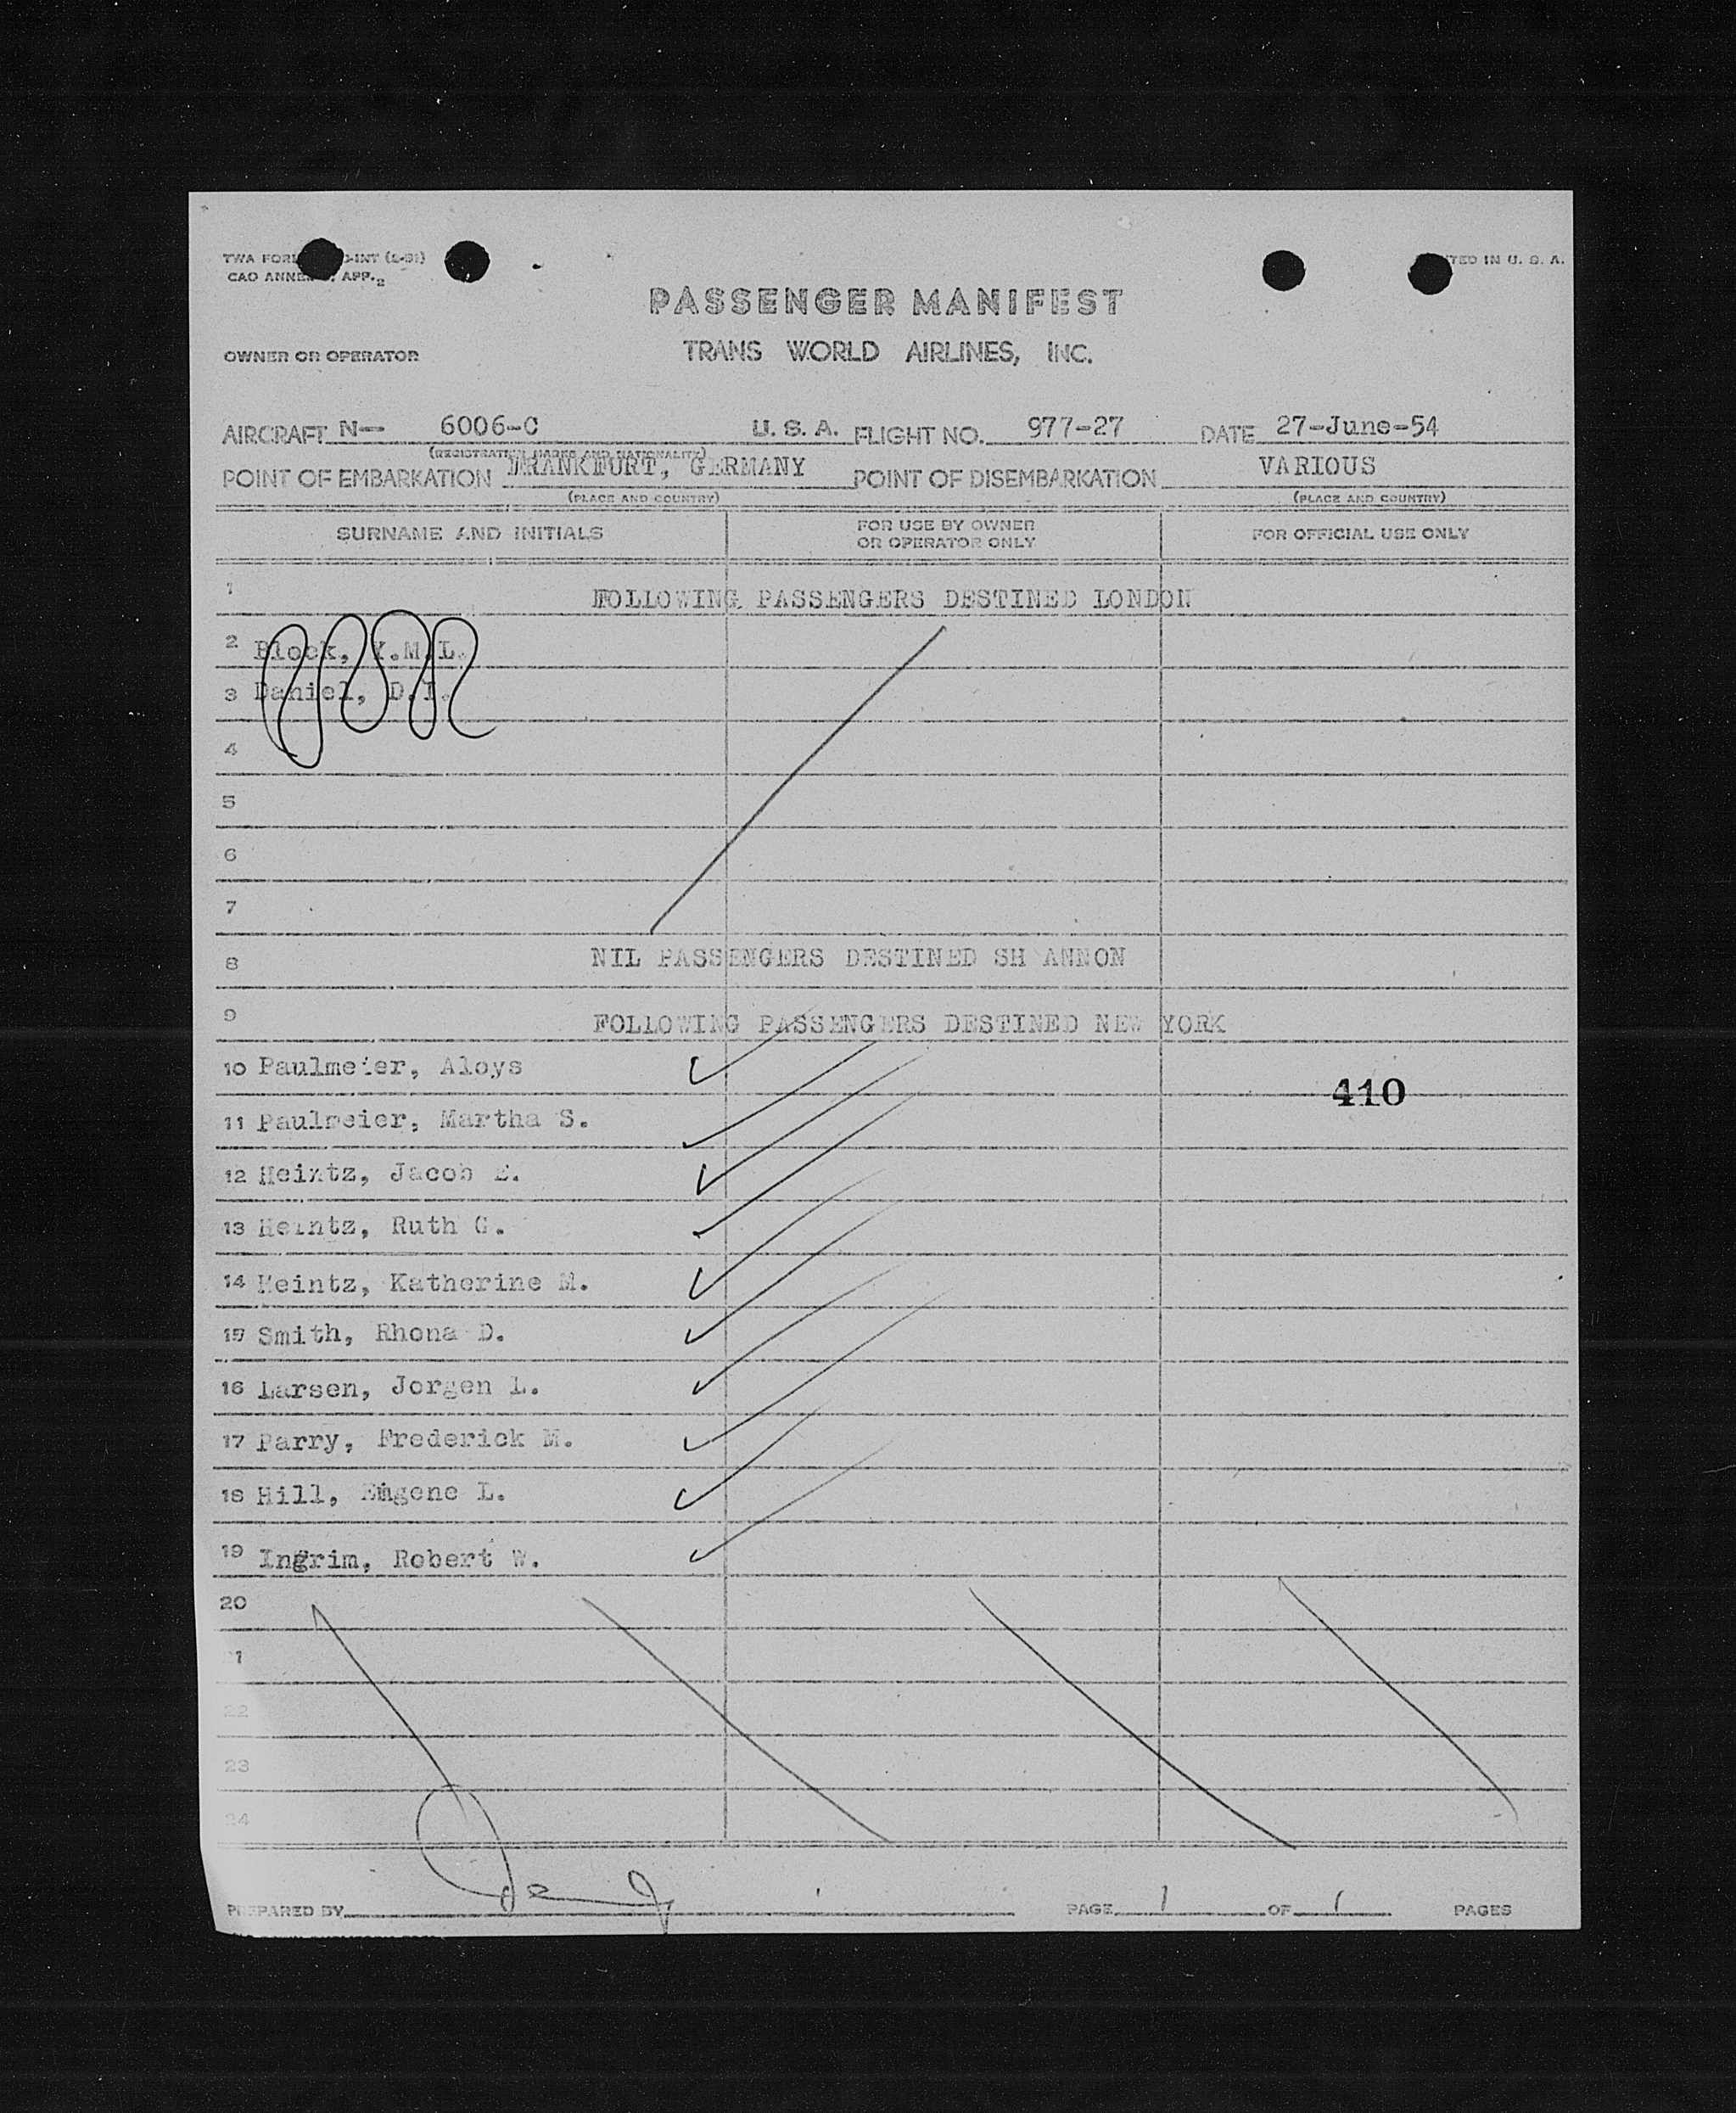 TWA FORM INT
CAO ANNE APP. 2
TED IN U. S. A.
PASSENGER MANIFEST
OWNER OR OPERATOR TRANS WORLD AIRLINES, INC.
AIRCRAFT N- 6006-C U. S. A. FLIGHT NO. 977-27 DATE 27-June-54
(REGISTRATION MARKS AND NATIONALITY)
POINT OF EMBARKATION FRANKFURT, GERMANY POINT OF DISEMBARKATION VARIOUS
(PLACE AND COUNTRY) (PLACE AND COUNTRY)
SURNAME AND INITIALS FOR USE BY OWNER OR OPERATOR ONLY FOR OFFICIAL USE ONLY
1 FOLLOWING PASSENGERS DESTINED LONDON
2 Block, Y.M.L.
3 Daniel, D.
4
5
6
7
8 NIL PASSENGERS DESTINED SH ANNON
9 FOLLOWING PASSENGERS DESTINED NEW YORK
10 Paulmeier, Aloys
410
11 Paulmeier, Martha S.
12 Heintz, Jacob E.
13 Heintz, Ruth G.
14 Heintz, Katherine M.
15 Smith, Rhona D.
16 Larsen, Jorgen L.
17 Parry, Frederick M.
18 Hill, Eugene L.
19 Ingrim, Robert W.
20
21
22
23
24
PREPARED BY PAGE 1 OF 1 PAGES